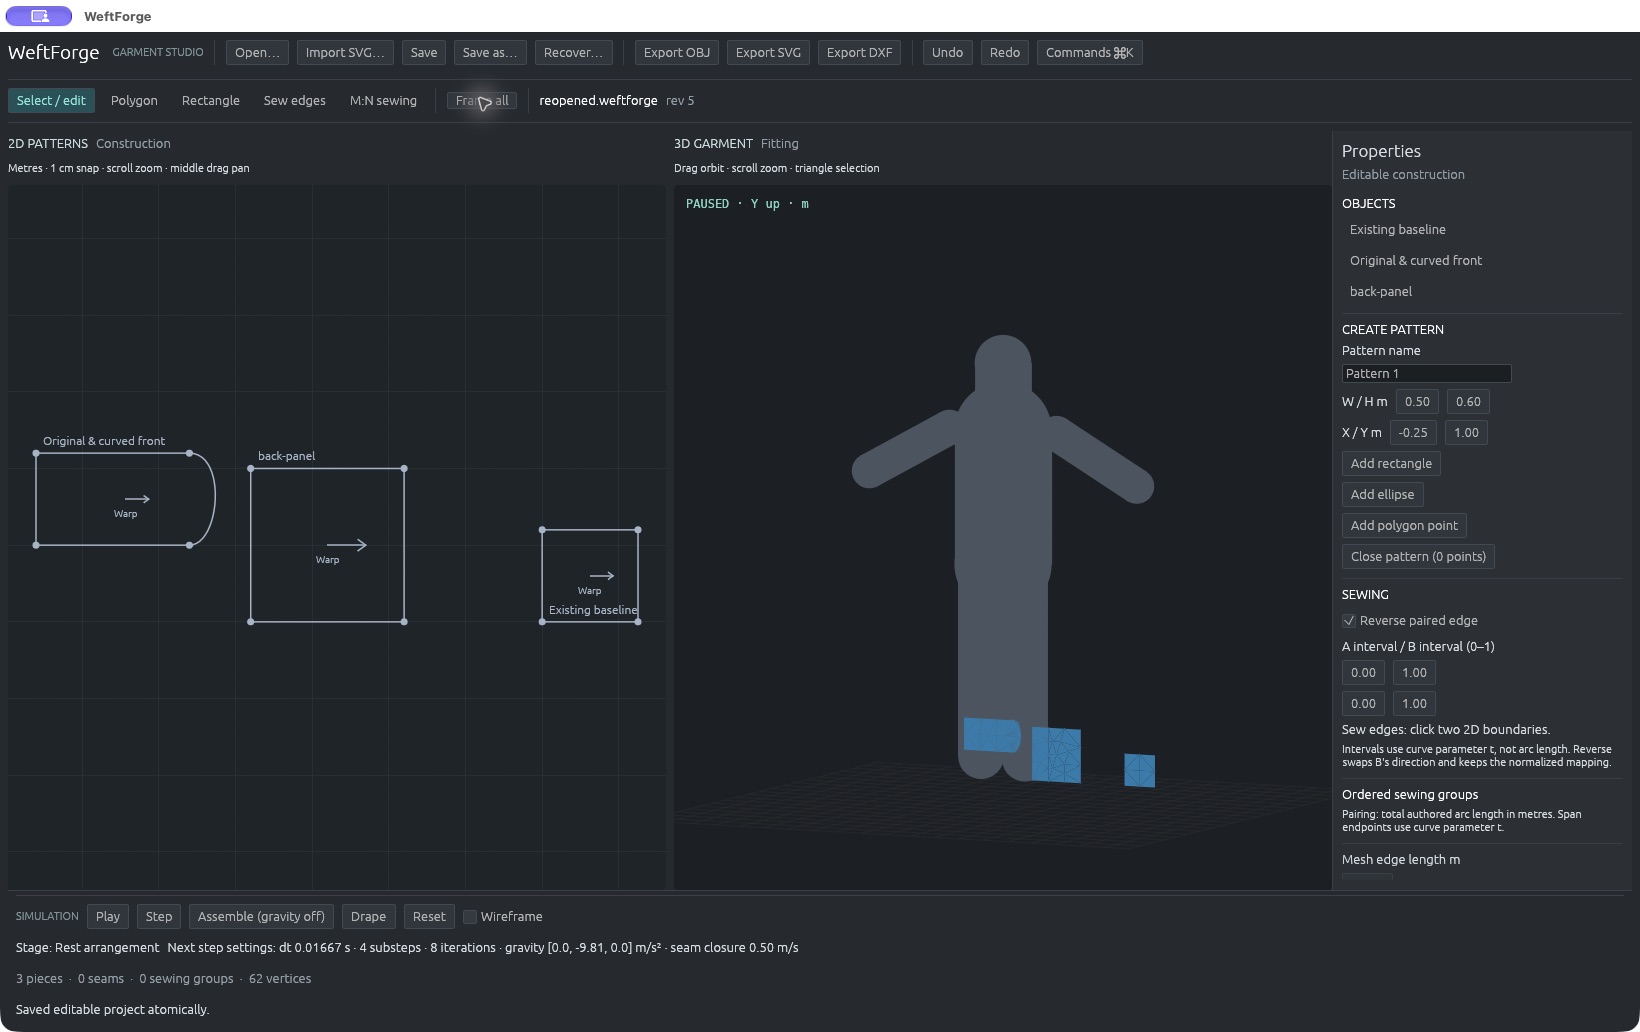 WeftForge
WeftForge GARMENT STUDIO Open... Import SVG... Save Save as... Recover... Export OBJ Export SVG Export DXF Undo Redo Commands ⌘K
Select / edit Polygon Rectangle Sew edges M:N sewing all reopened.weftforge rev 5
2D PATTERNS Construction
Metres · 1 cm snap · scroll zoom · middle drag pan
Original & curved front
Warp
back-panel
Warp
Warp
Existing baseline
3D GARMENT Fitting
Drag orbit · scroll zoom · triangle selection
PAUSED · Y up · m
Properties
Editable construction
OBJECTS
Existing baseline
Original & curved front
back-panel
CREATE PATTERN
Pattern name
Pattern 1
W / H m 0.50 0.60
X / Y m -0.25 1.00
Add rectangle
Add ellipse
Add polygon point
Close pattern (0 points)
SEWING
Reverse paired edge
A interval / B interval (0–1)
0.00 1.00
0.00 1.00
Sew edges: click two 2D boundaries.
Intervals use curve parameter t, not arc length. Reverse
swaps B's direction and keeps the normalized mapping.
Ordered sewing groups
Pairing: total authored arc length in metres. Span
endpoints use curve parameter t.
Mesh edge length m
SIMULATION Play Step Assemble (gravity off) Drape Reset Wireframe
Stage: Rest arrangement Next step settings: dt 0.01667 s · 4 substeps · 8 iterations · gravity [0.0, -9.81, 0.0] m/s² · seam closure 0.50 m/s
3 pieces · 0 seams · 0 sewing groups · 62 vertices
Saved editable project atomically.